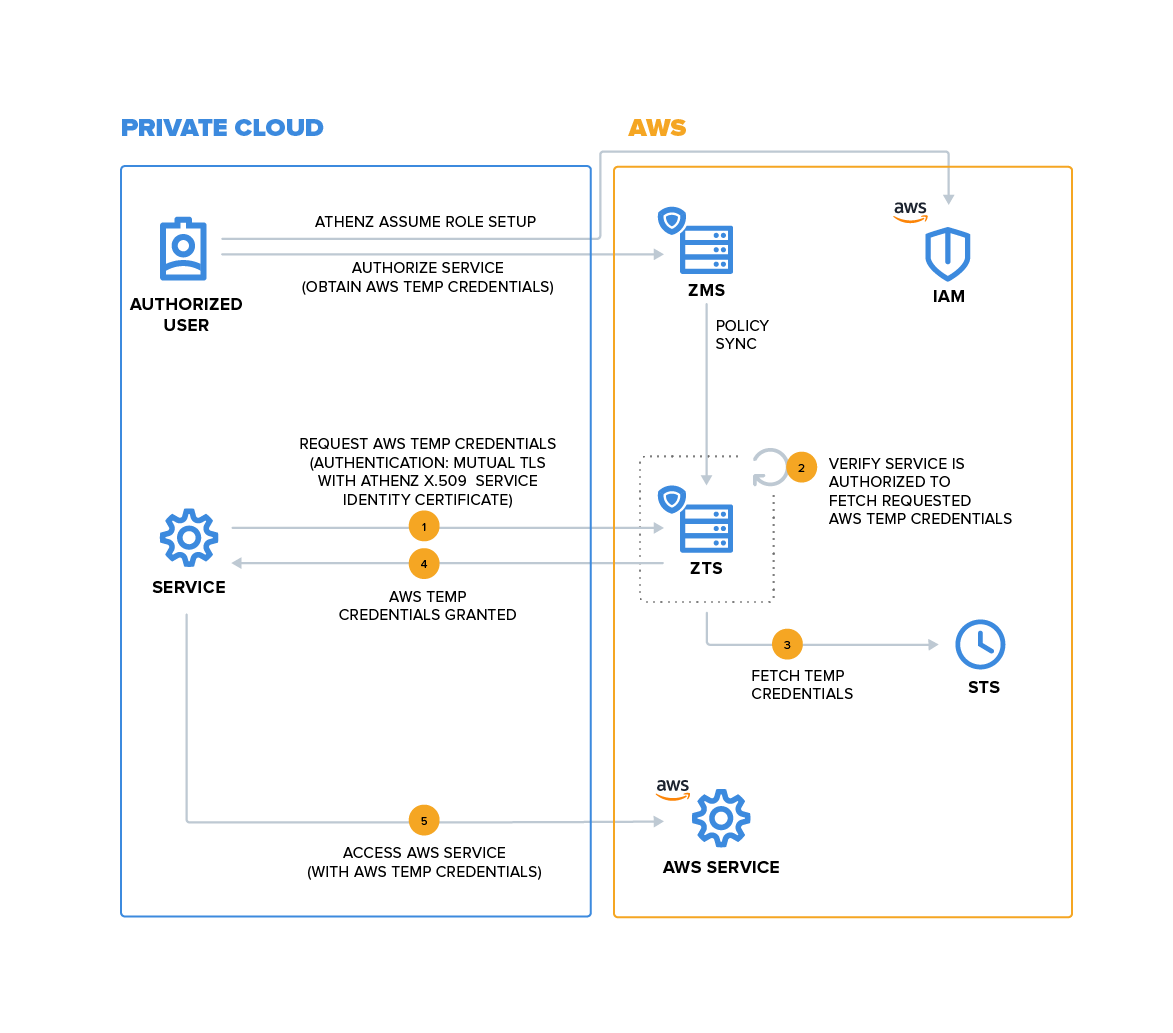 PRIVATE CLOUD
AWS
ATHENZ ASSUME ROLE SETUP
AUTHORIZE SERVICE
(OBTAIN AWS TEMP CREDENTIALS)
AUTHORIZED
USER
ZMS
aws
IAM
POLICY
SYNC
REQUEST AWS TEMP CREDENTIALS
(AUTHENTICATION: MUTUAL TLS
WITH ATHENZ X.509 SERVICE
IDENTITY CERTIFICATE)
1
4
SERVICE
AWS TEMP
CREDENTIALS GRANTED
2
VERIFY SERVICE IS
AUTHORIZED TO
FETCH REQUESTED
AWS TEMP CREDENTIALS
ZTS
3
FETCH TEMP
CREDENTIALS
STS
5
ACCESS AWS SERVICE
(WITH AWS TEMP CREDENTIALS)
aws
AWS SERVICE